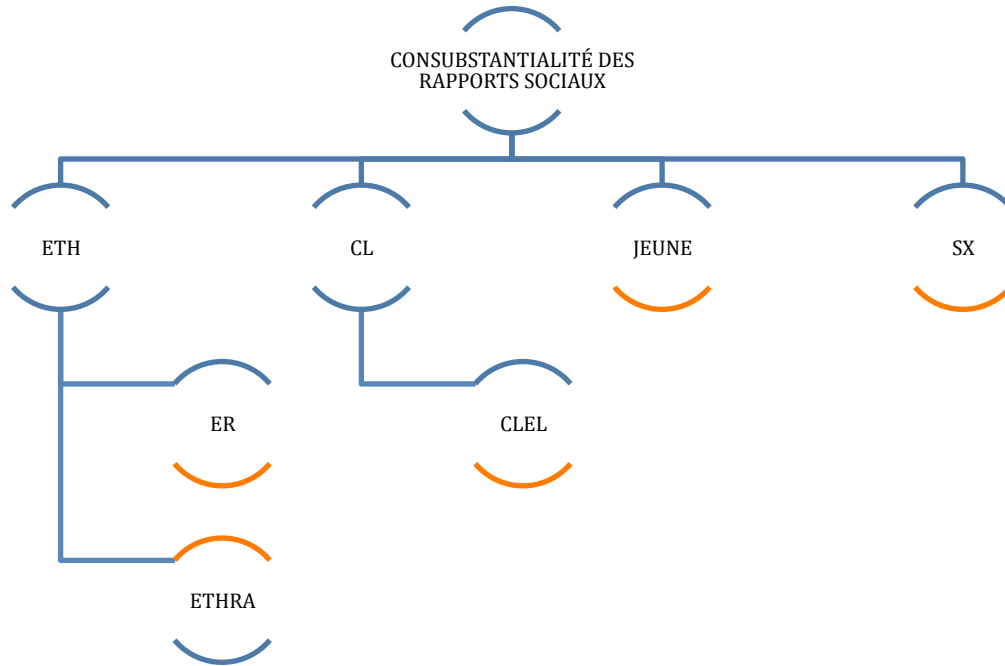 CONSUBSTANTIALITÉ DES
RAPPORTS SOCIAUX
ETH
CL
JEUNE
SX
ER
CLEL
ETHRA